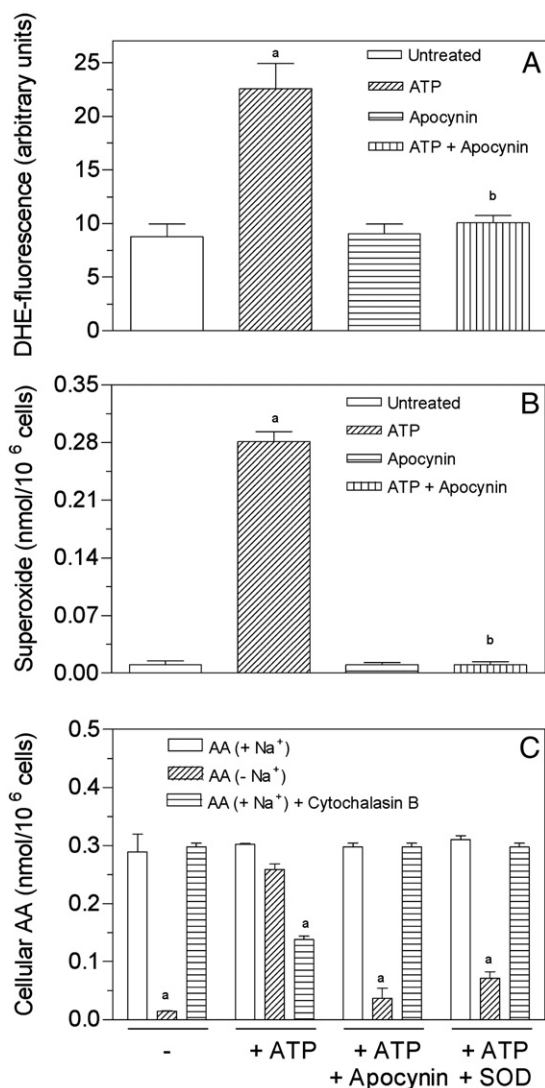 A
DHE-fluorescence (arbitrary units)
25
20
15
10
5
0
a
b
Untreated
ATP
Apocynin
ATP + Apocynin
B
Superoxide (nmol/10 6 cells)
0.35
0.28
0.21
0.14
0.07
0.00
a
b
Untreated
ATP
Apocynin
ATP + Apocynin
C
Cellular AA (nmol/10 6 cells)
0.5
0.4
0.3
0.2
0.1
0.0
AA (+ Na+)
AA (- Na+)
AA (+ Na+) + Cytochalasin B
a
a
a
a
-
+ ATP
+ ATP
+ Apocynin
+ ATP
+ SOD